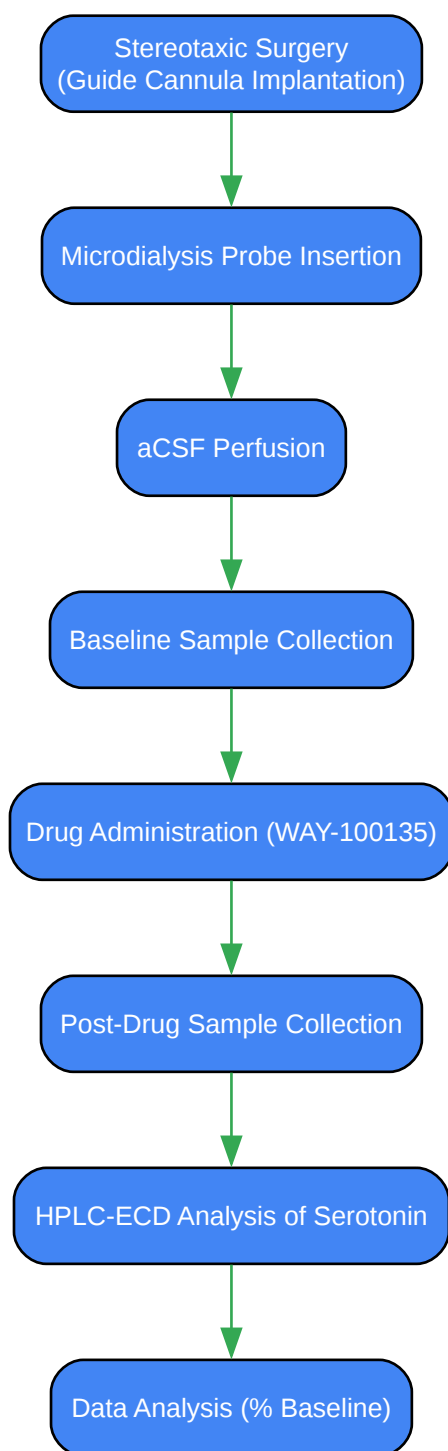 Stereotaxic Surgery
(Guide Cannula Implantation)
Microdialysis Probe Insertion
aCSF Perfusion
Baseline Sample Collection
Drug Administration (WAY-100135)
Post-Drug Sample Collection
HPLC-ECD Analysis of Serotonin
Data Analysis (% Baseline)